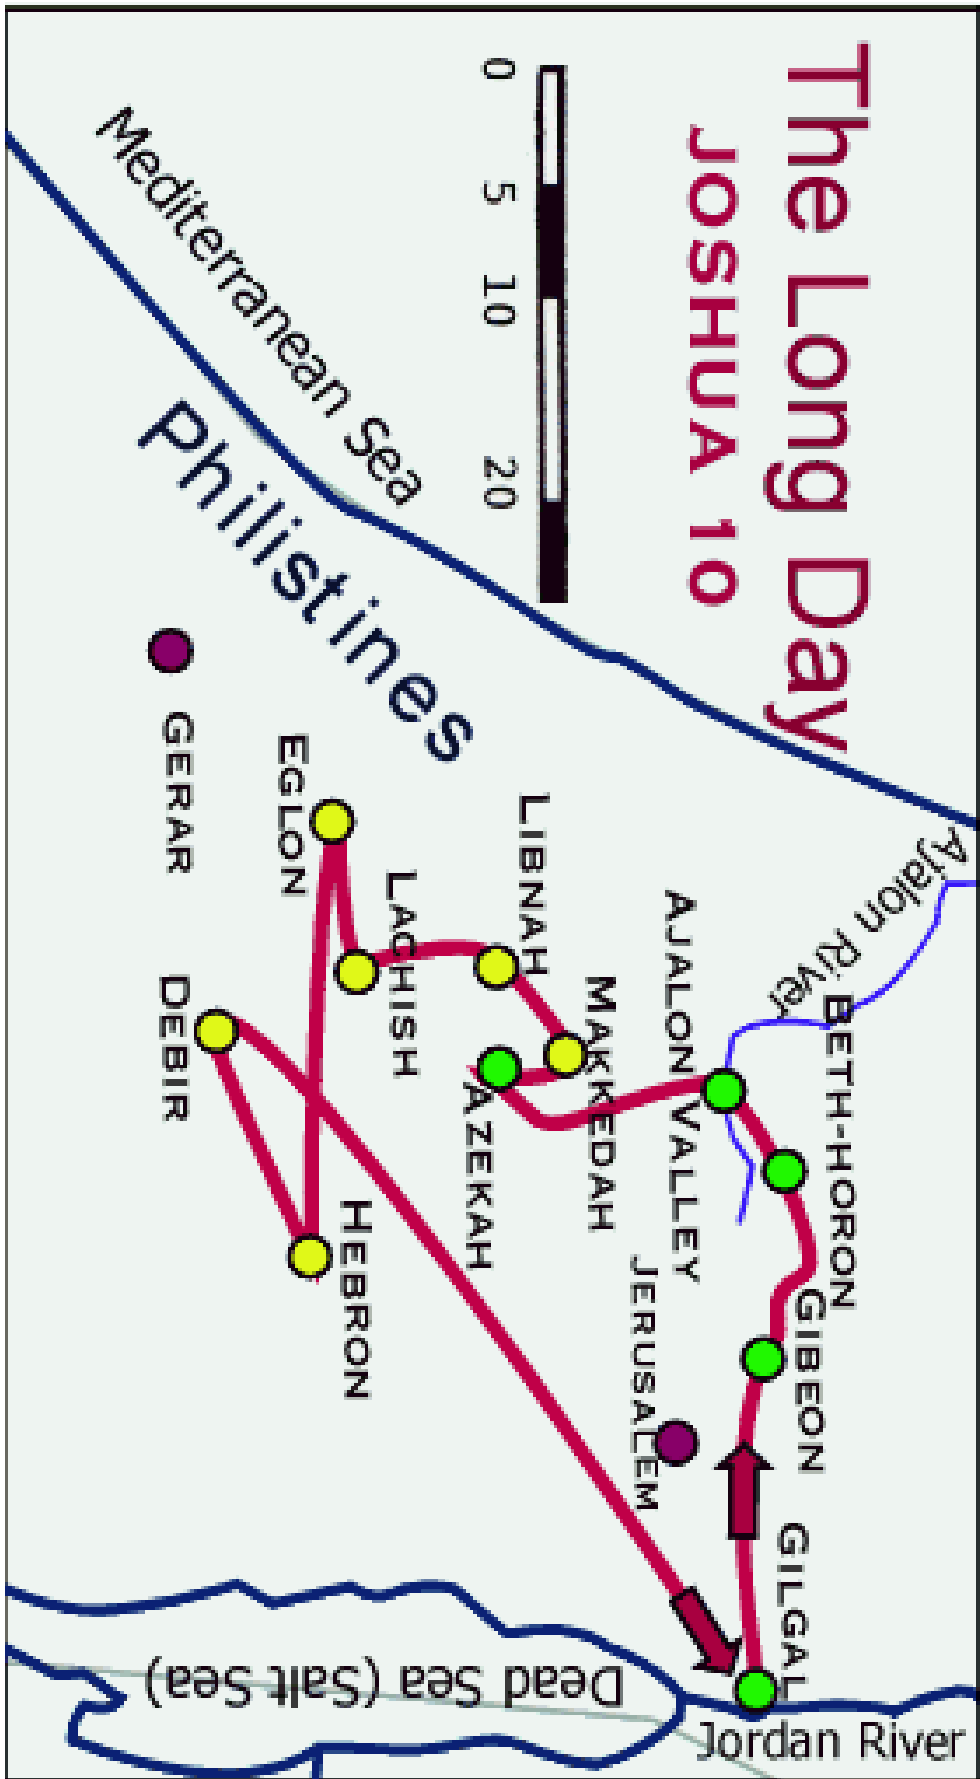 The Long Day
JOSHUA 10
0 5 10 20
Mediterranean Sea
Philistines
Ajalon River
BETH-HORON
GIBEON
GILGAL
AJALON VALLEY
JERUSALEM
MAKKEDAH
LIBNAH
AZEKAH
LACHISH
HEBRON
EGLON
GERAR
DEBIR
Jordan River
Dead Sea (Salt Sea)